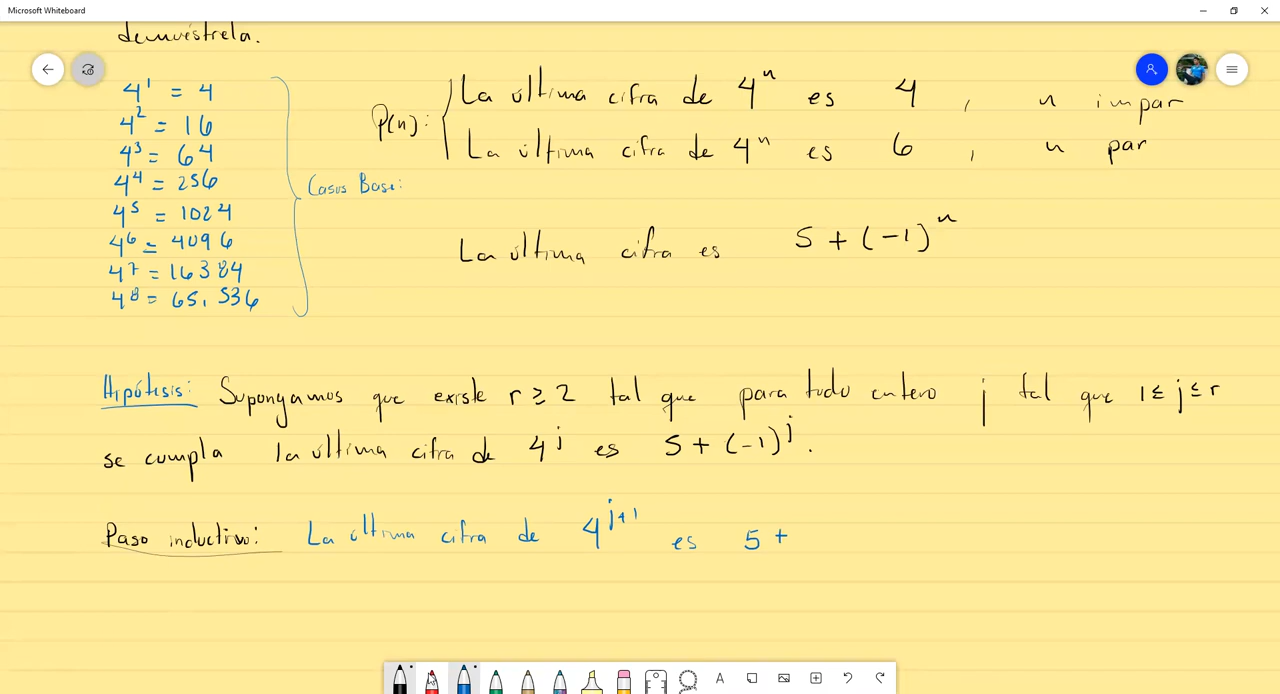 Microsoft Whiteboard
demuéstrela.
4¹ = 4
4² = 16
4³ = 64
4⁴ = 256
4⁵ = 1024
4⁶ = 4096
4⁷ = 16384
4⁸ = 65,536
Casos Base:
P(n):
La última cifra de 4ⁿ es 4 , n impar
La última cifra de 4ⁿ es 6 , n par
La última cifra es 5 + (-1)ⁿ
Hipótesis: Supongamos que existe r ≥ 2 tal que para todo entero j tal que 1 ≤ j ≤ r
se cumpla la última cifra de 4ʲ es 5 + (-1)ʲ.
Paso inductivo: La última cifra de 4ʲ⁺¹ es 5 +
A